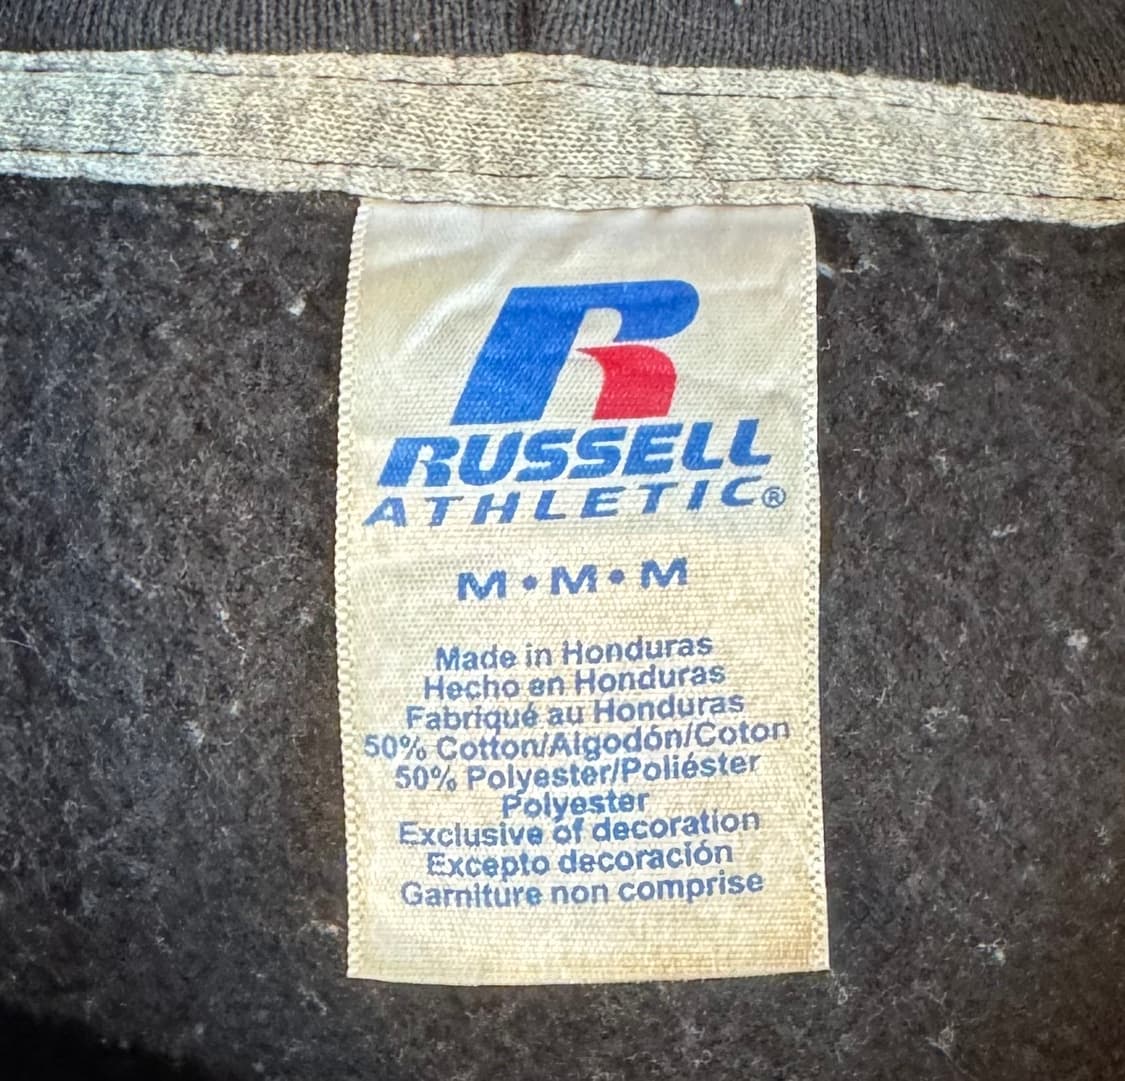 R
RUSSELL
ATHLETIC®
M • M • M
Made in Honduras
Hecho en Honduras
Fabriqué au Honduras
50% Cotton/Algodón/Coton
50% Polyester/Poliéster
Polyester
Exclusive of decoration
Excepto decoración
Garniture non comprise